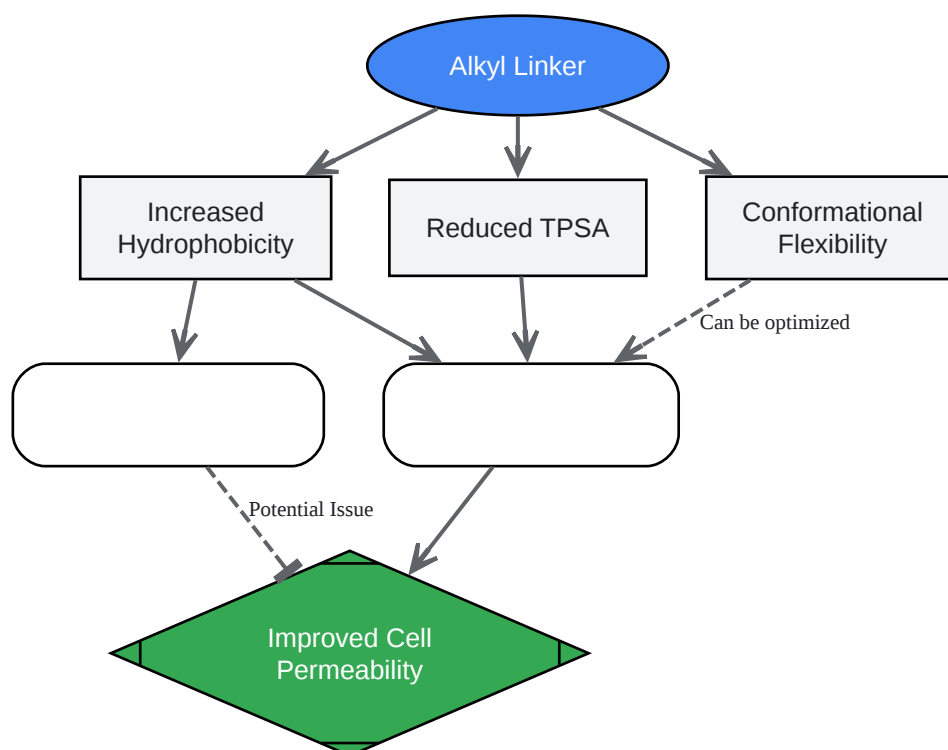 Alkyl Linker
Increased
Hydrophobicity
Reduced TPSA
Conformational
Flexibility
Can be optimized
Potential Issue
Improved Cell
Permeability